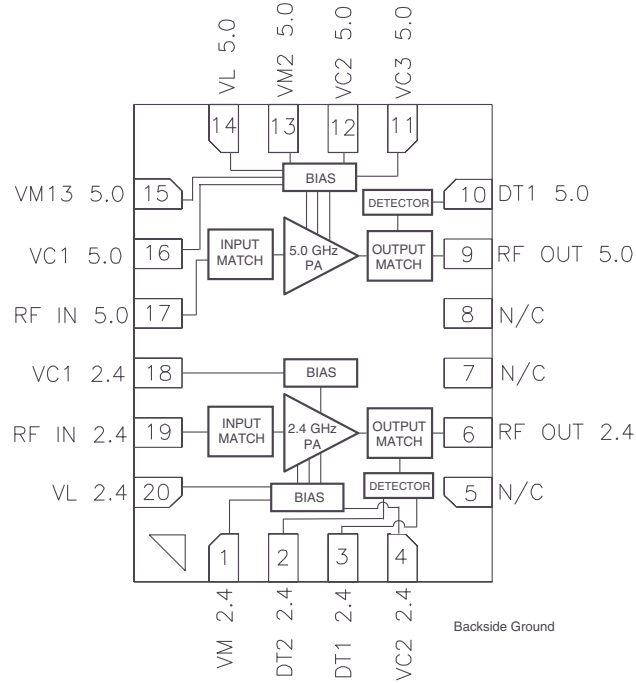 VL 5.0
VM2 5.0
VC2 5.0
VC3 5.0
14
13
12
11
VM13 5.0
15
BIAS
DETECTOR
10
DT1 5.0
VC1 5.0
16
INPUT
MATCH
5.0 GHz
PA
OUTPUT
MATCH
9
RF OUT 5.0
RF IN 5.0
17
8
N/C
VC1 2.4
18
BIAS
7
N/C
RF IN 2.4
19
INPUT
MATCH
2.4 GHz
PA
OUTPUT
MATCH
6
RF OUT 2.4
VL 2.4
20
BIAS
DETECTOR
5
N/C
1
2
3
4
VM 2.4
DT2 2.4
DT1 2.4
VC2 2.4
Backside Ground